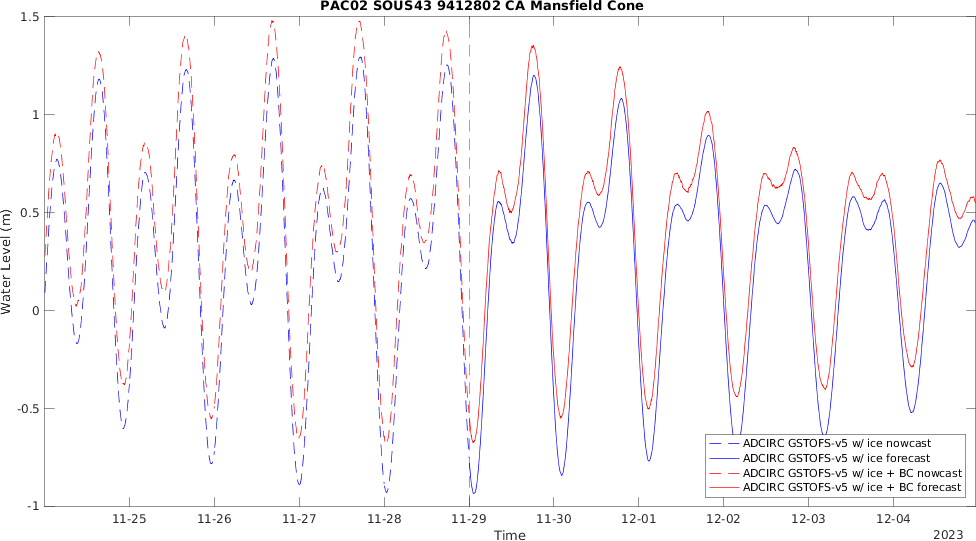 PAC02 SOUS43 9412802 CA Mansfield Cone
1.5
1
0.5
0
-0.5
-1
Water Level (m)
11-25
11-26
11-27
11-28
11-29
11-30
12-01
12-02
12-03
12-04
Time
2023
ADCIRC GSTOFS-v5 w/ ice nowcast
ADCIRC GSTOFS-v5 w/ ice forecast
ADCIRC GSTOFS-v5 w/ ice + BC nowcast
ADCIRC GSTOFS-v5 w/ ice + BC forecast